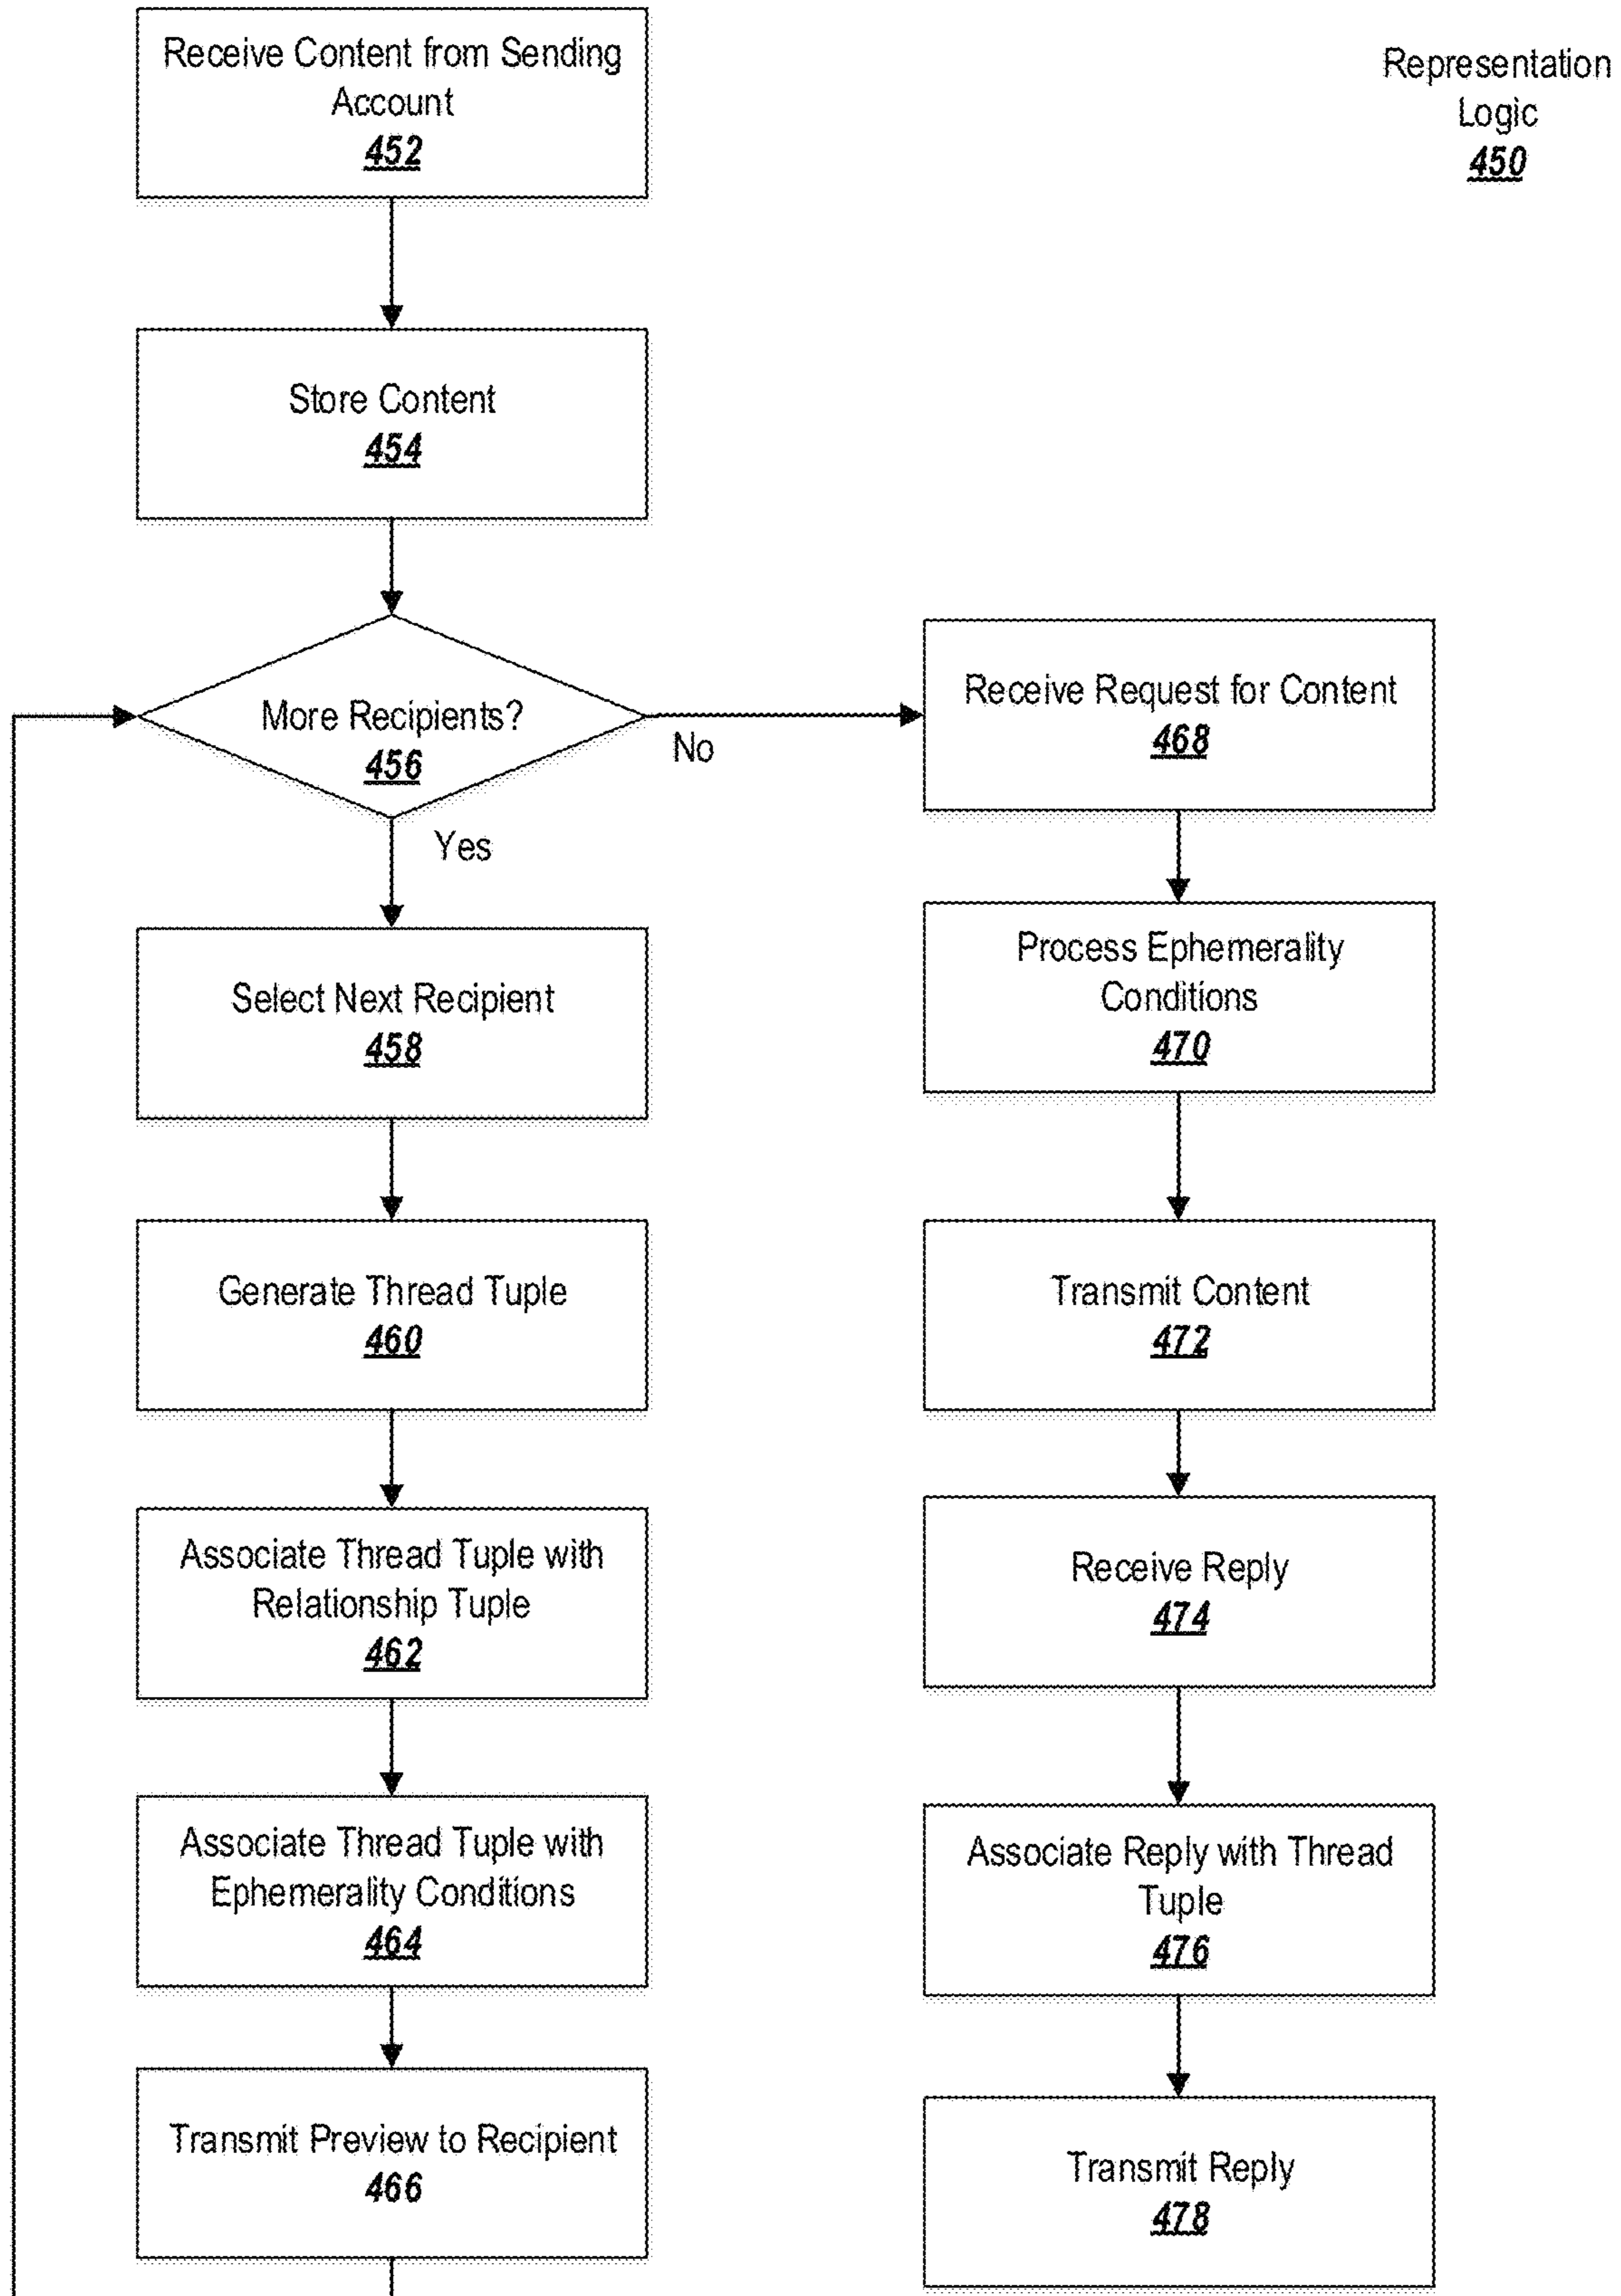 Receive Content from Sending
Account
452
Representation
Logic
450
Store Content
454
More Recipients?
456
No
Yes
Receive Request for Content
468
Process Ephemerality
Conditions
470
Select Next Recipient
458
Generate Thread Tuple
460
Transmit Content
472
Associate Thread Tuple with
Relationship Tuple
462
Receive Reply
474
Associate Thread Tuple with
Ephemerality Conditions
464
Associate Reply with Thread
Tuple
476
Transmit Preview to Recipient
466
Transmit Reply
478